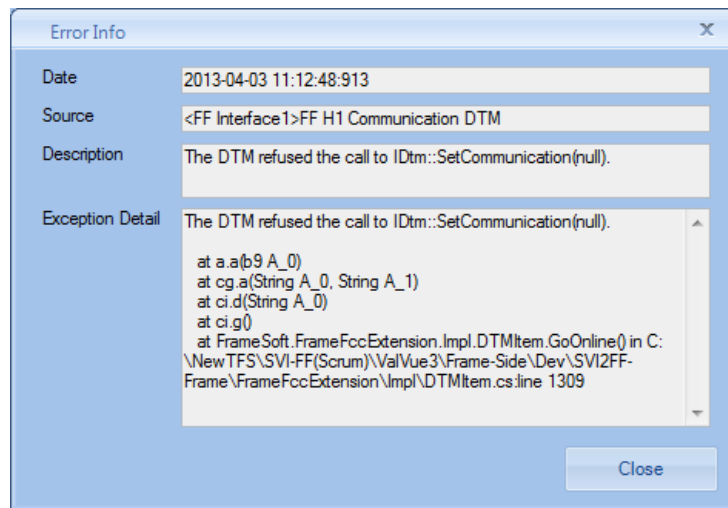 Error Info
x
Date
2013-04-03 11:12:48:913
Source
<FF Interface1>FF H1 Communication DTM
Description
The DTM refused the call to IDtm::SetCommunication(null).
Exception Detail
The DTM refused the call to IDtm::SetCommunication(null).
at a.a(b9 A_0)
at cg.a(String A_0, String A_1)
at ci.d(String A_0)
at ci.g()
at FrameSoft.FrameFccExtension.Impl.DTMItem.GoOnline() in C:
\NewTFS\SVI-FF(Scrum)\ValVue3\Frame-Side\Dev\SVI2FF-
Frame\FrameFccExtension\Impl\DTMItem.cs:line 1309
Close